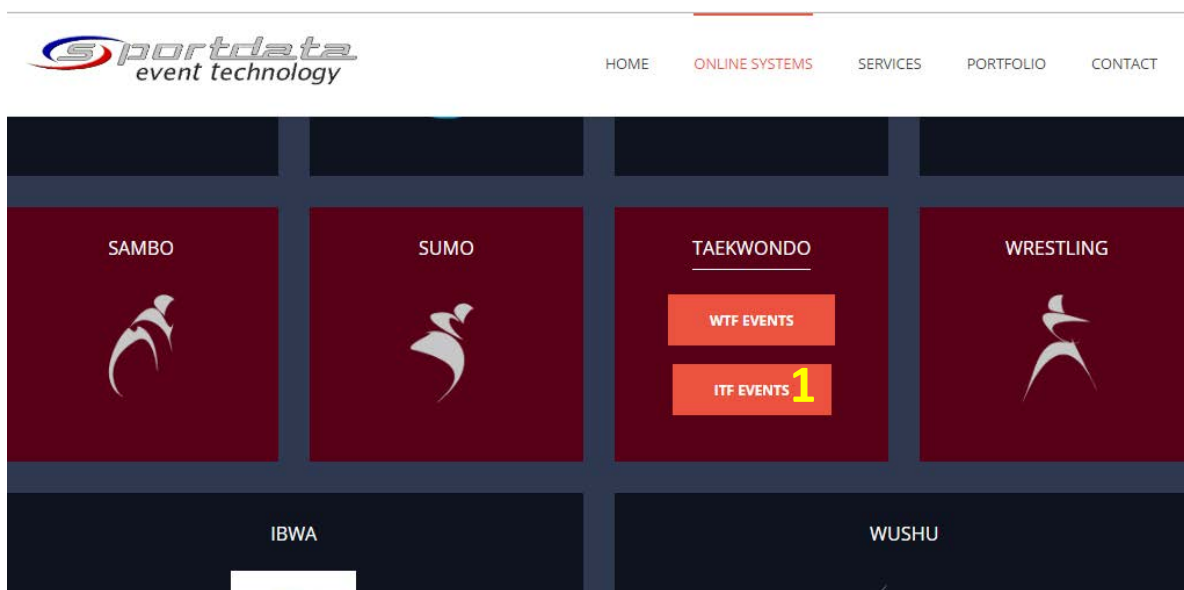 sportdata
event technology
HOME ONLINE SYSTEMS SERVICES PORTFOLIO CONTACT
SAMBO SUMO TAEKWONDO WRESTLING
WTF EVENTS
ITF EVENTS 1
IBWA WUSHU